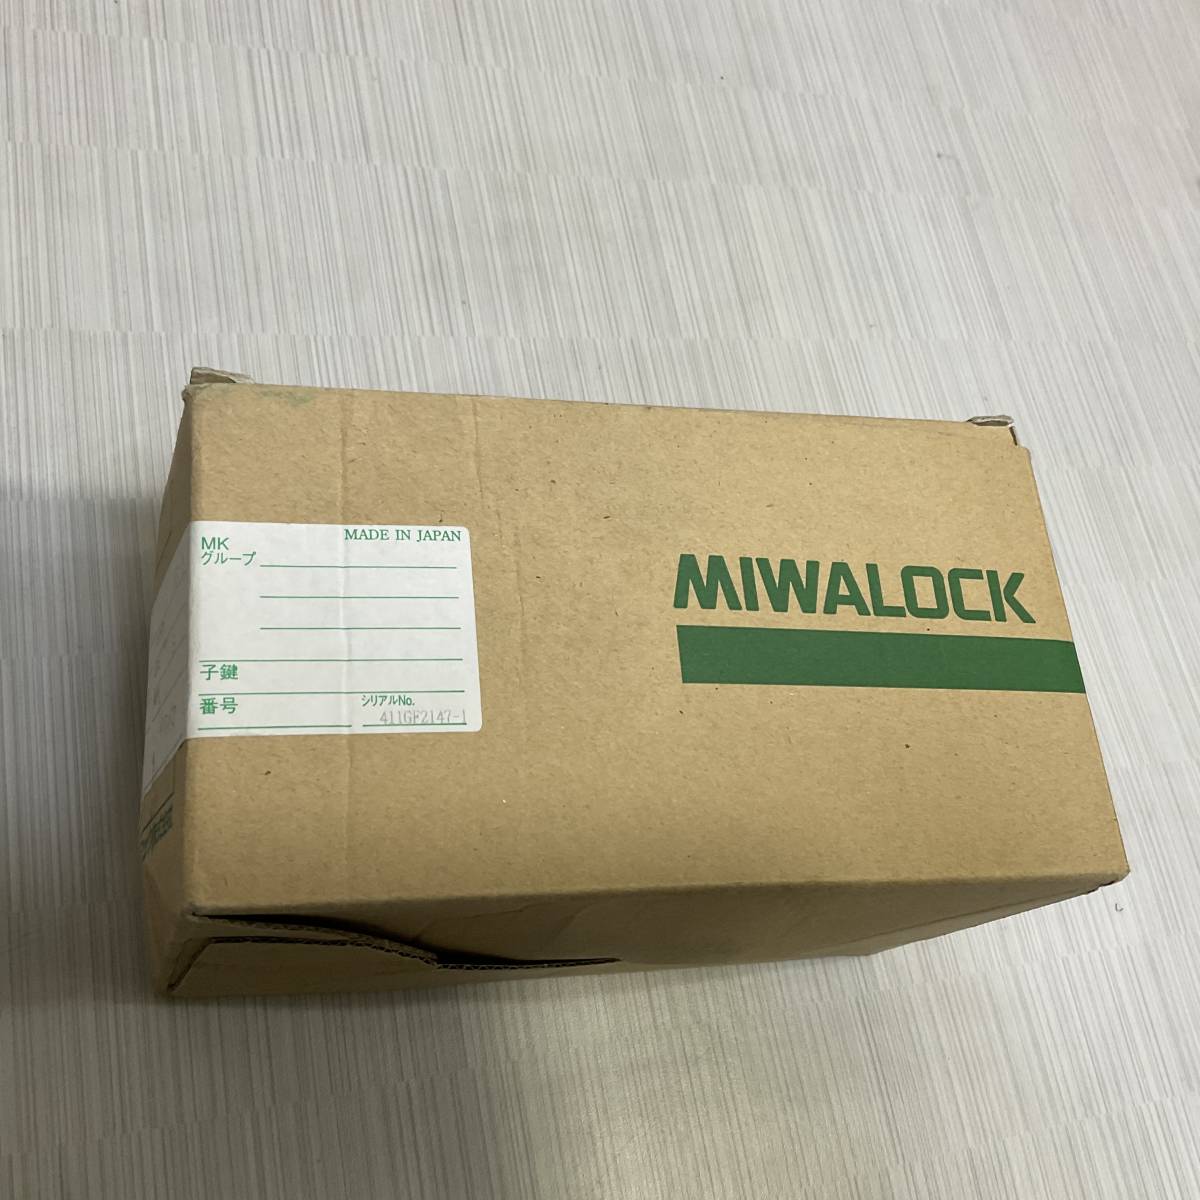 MADE IN JAPAN
MK
グループ
子鍵
番号
シリアルNo.
411GF2147-1
MIWALOCK